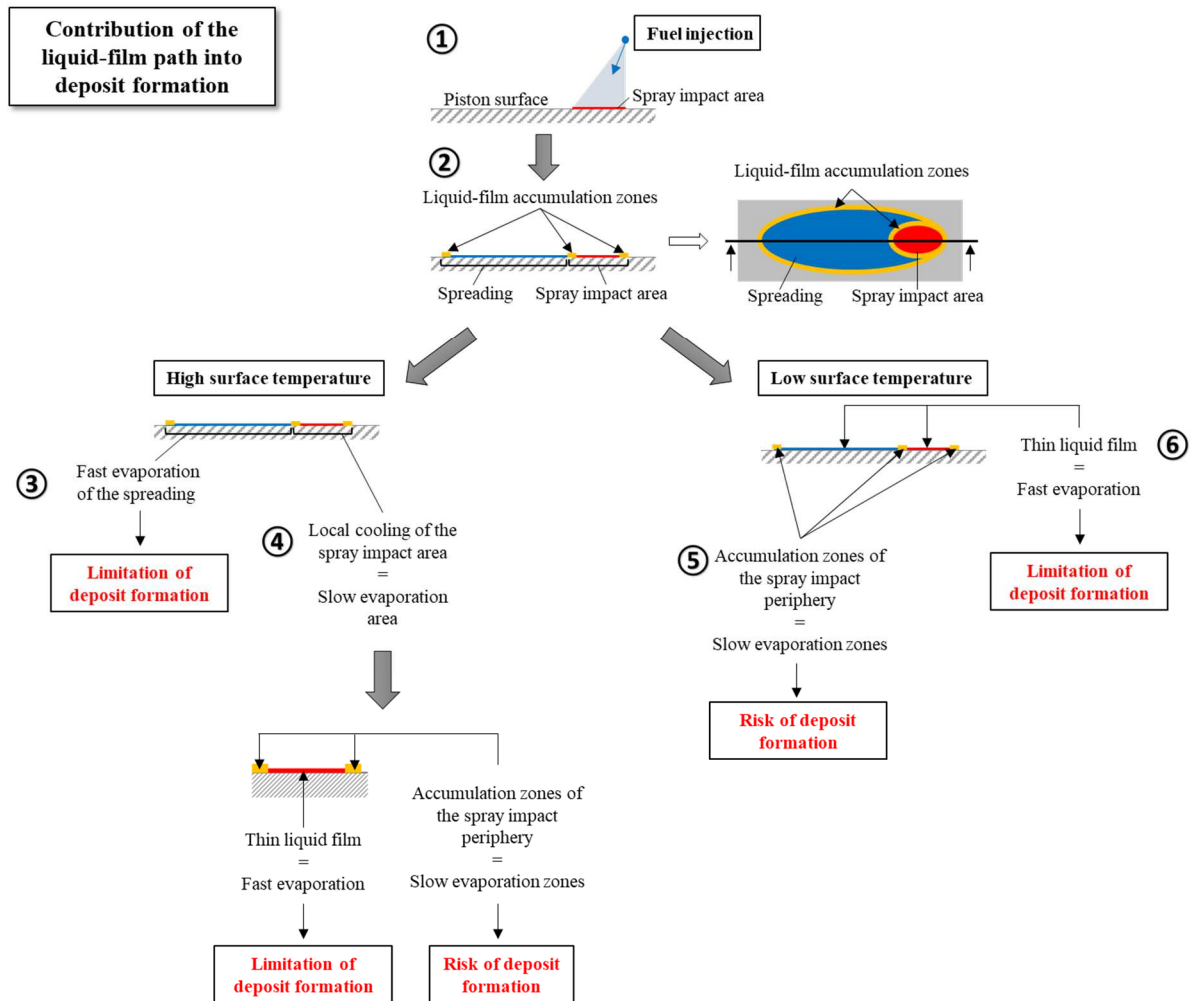 Contribution of the
liquid-film path into
deposit formation
①
Fuel injection
Piston surface
Spray impact area
②
Liquid-film accumulation zones
Spreading
Spray impact area
Liquid-film accumulation zones
Spreading
Spray impact area
High surface temperature
③
Fast evaporation
of the spreading
Limitation of
deposit formation
④
Local cooling of the
spray impact area
=
Slow evaporation
area
Thin liquid film
=
Fast evaporation
Limitation of
deposit formation
Accumulation zones of
the spray impact
periphery
=
Slow evaporation zones
Risk of deposit
formation
Low surface temperature
⑤
Accumulation zones of
the spray impact
periphery
=
Slow evaporation zones
Risk of deposit
formation
⑥
Thin liquid film
=
Fast evaporation
Limitation of
deposit formation